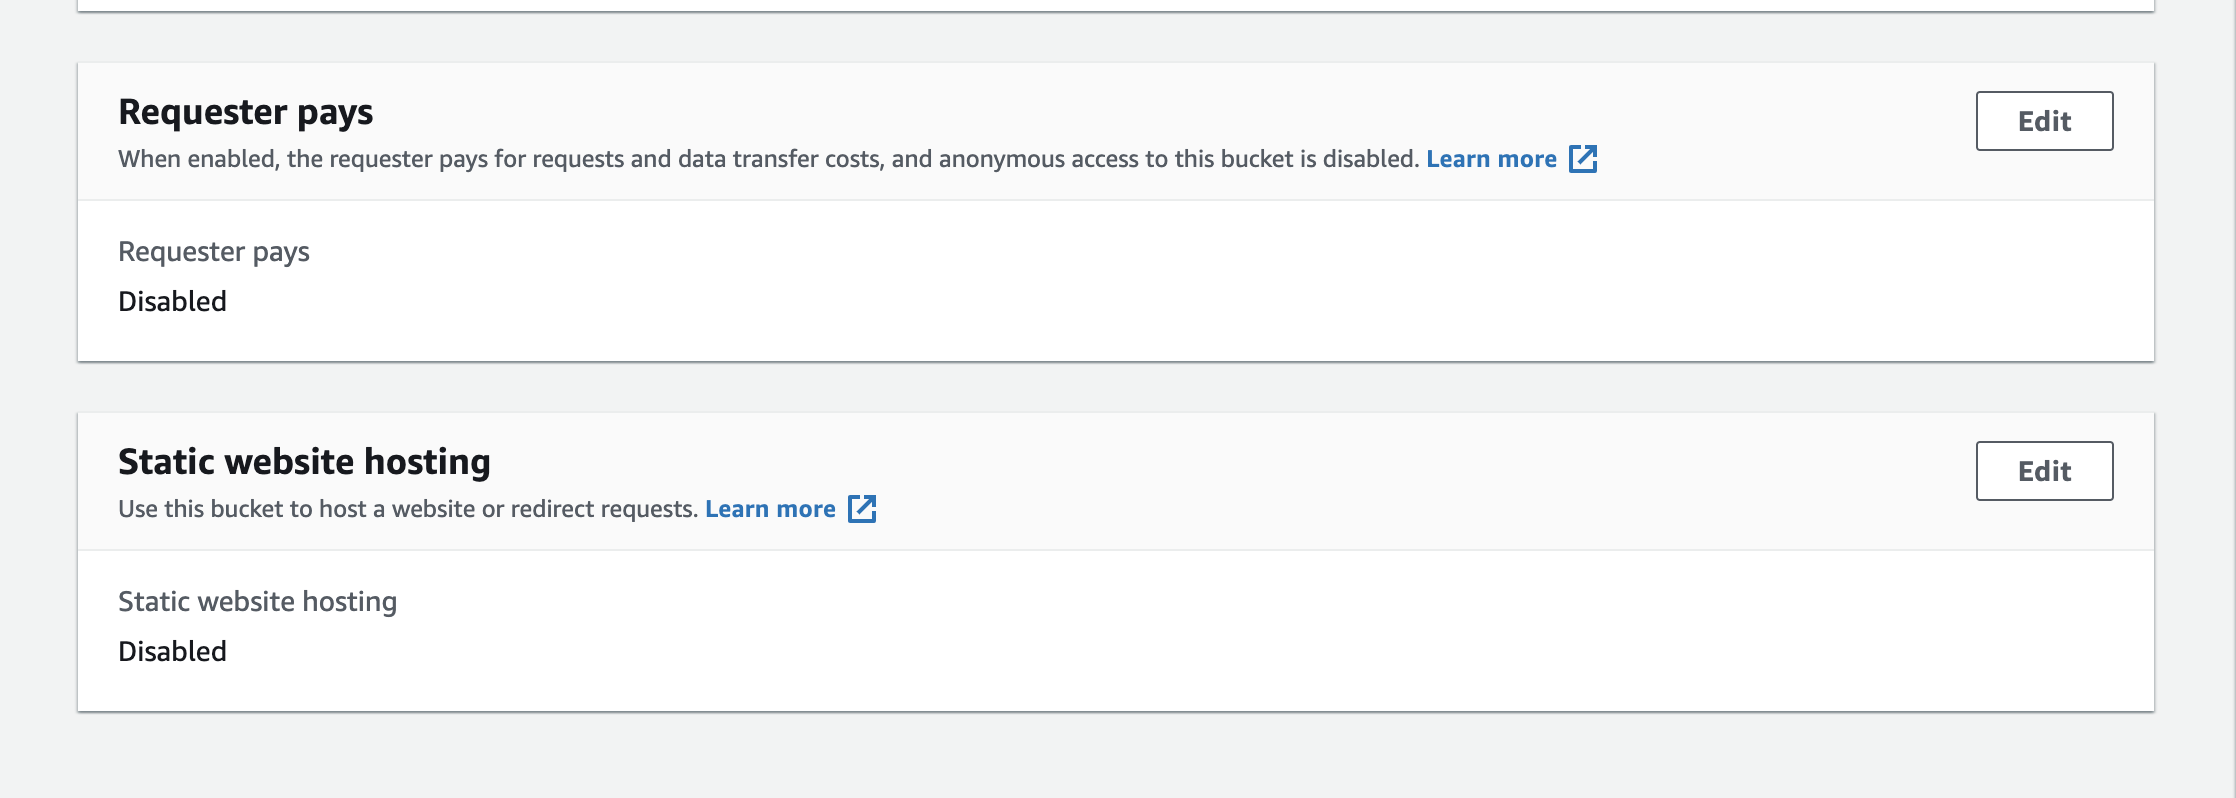 Requester pays
Edit
When enabled, the requester pays for requests and data transfer costs, and anonymous access to this bucket is disabled. Learn more
Requester pays
Disabled
Static website hosting
Edit
Use this bucket to host a website or redirect requests. Learn more
Static website hosting
Disabled